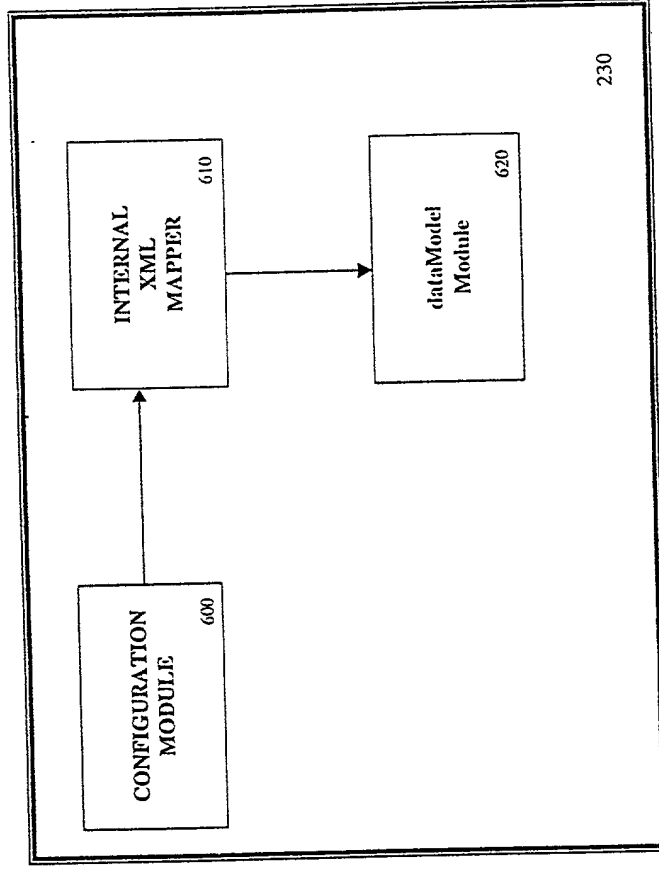 CONFIGURATION
MODULE
600
INTERNAL
XML
MAPPER
610
dataModel
Module
620
230